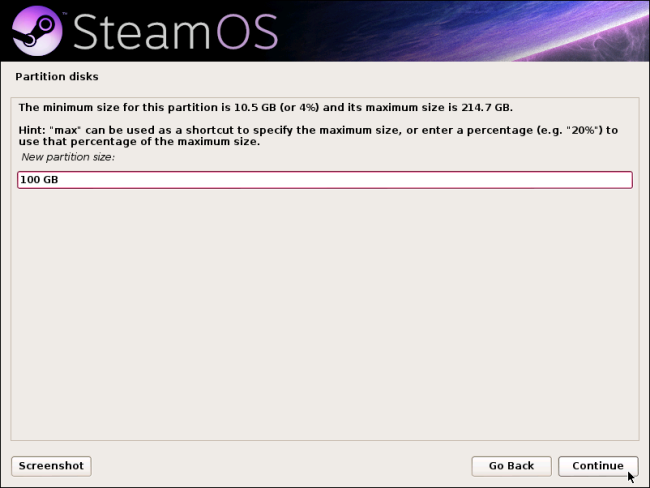 SteamOS™
Partition disks
The minimum size for this partition is 10.5 GB (or 4%) and its maximum size is 214.7 GB.
Hint: "max" can be used as a shortcut to specify the maximum size, or enter a percentage (e.g. "20%") to
use that percentage of the maximum size.
New partition size:
100 GB
Screenshot
Go Back
Continue